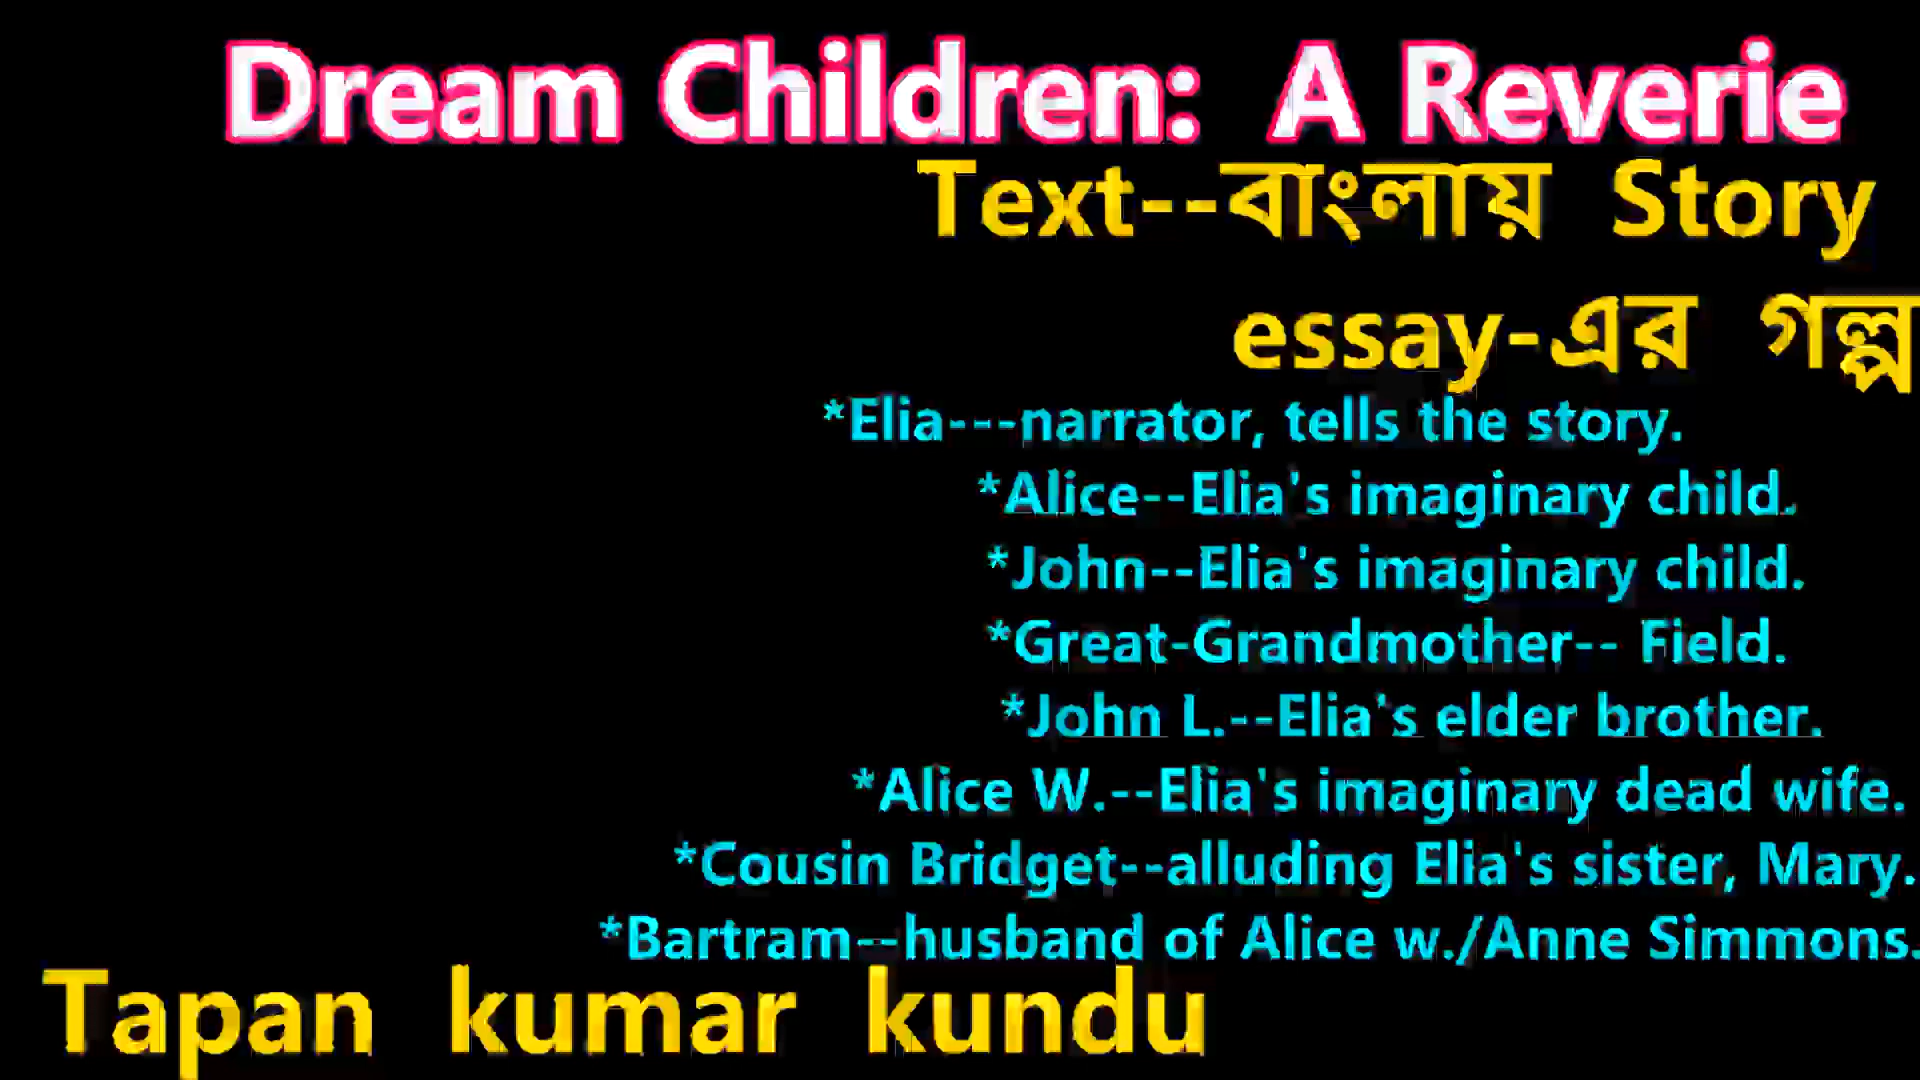 Dream Children: A Reverie
Text--বাংলায় Story
essay-এর গল্প
*Elia---narrator, tells the story.
*Alice--Elia's imaginary child.
*John--Elia's imaginary child.
*Great-Grandmother-- Field.
*John L.--Elia's elder brother.
*Alice W.--Elia's imaginary dead wife.
*Cousin Bridget--alluding Elia's sister, Mary.
*Bartram--husband of Alice w./Anne Simmons.
Tapan kumar kundu